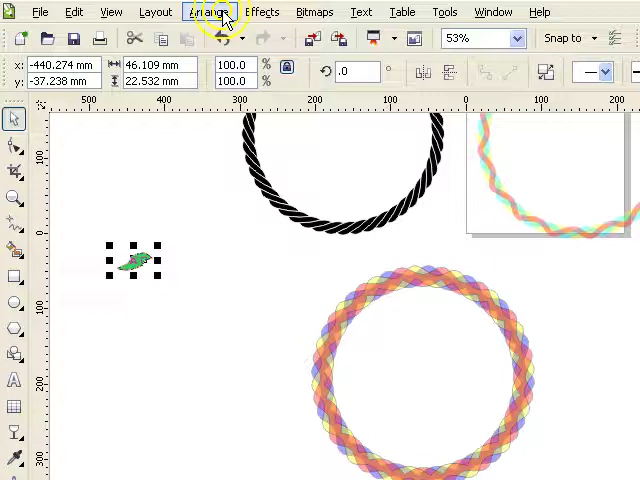 File Edit View Layout Arrange Effects Bitmaps Text Table Tools Window Help
53% Snap to
x: -440.274 mm 46.109 mm 100.0 % .0 °
y: -37.238 mm 22.532 mm 100.0 %
500 400 300 200 100 0 100 200
100
0
100
200
300